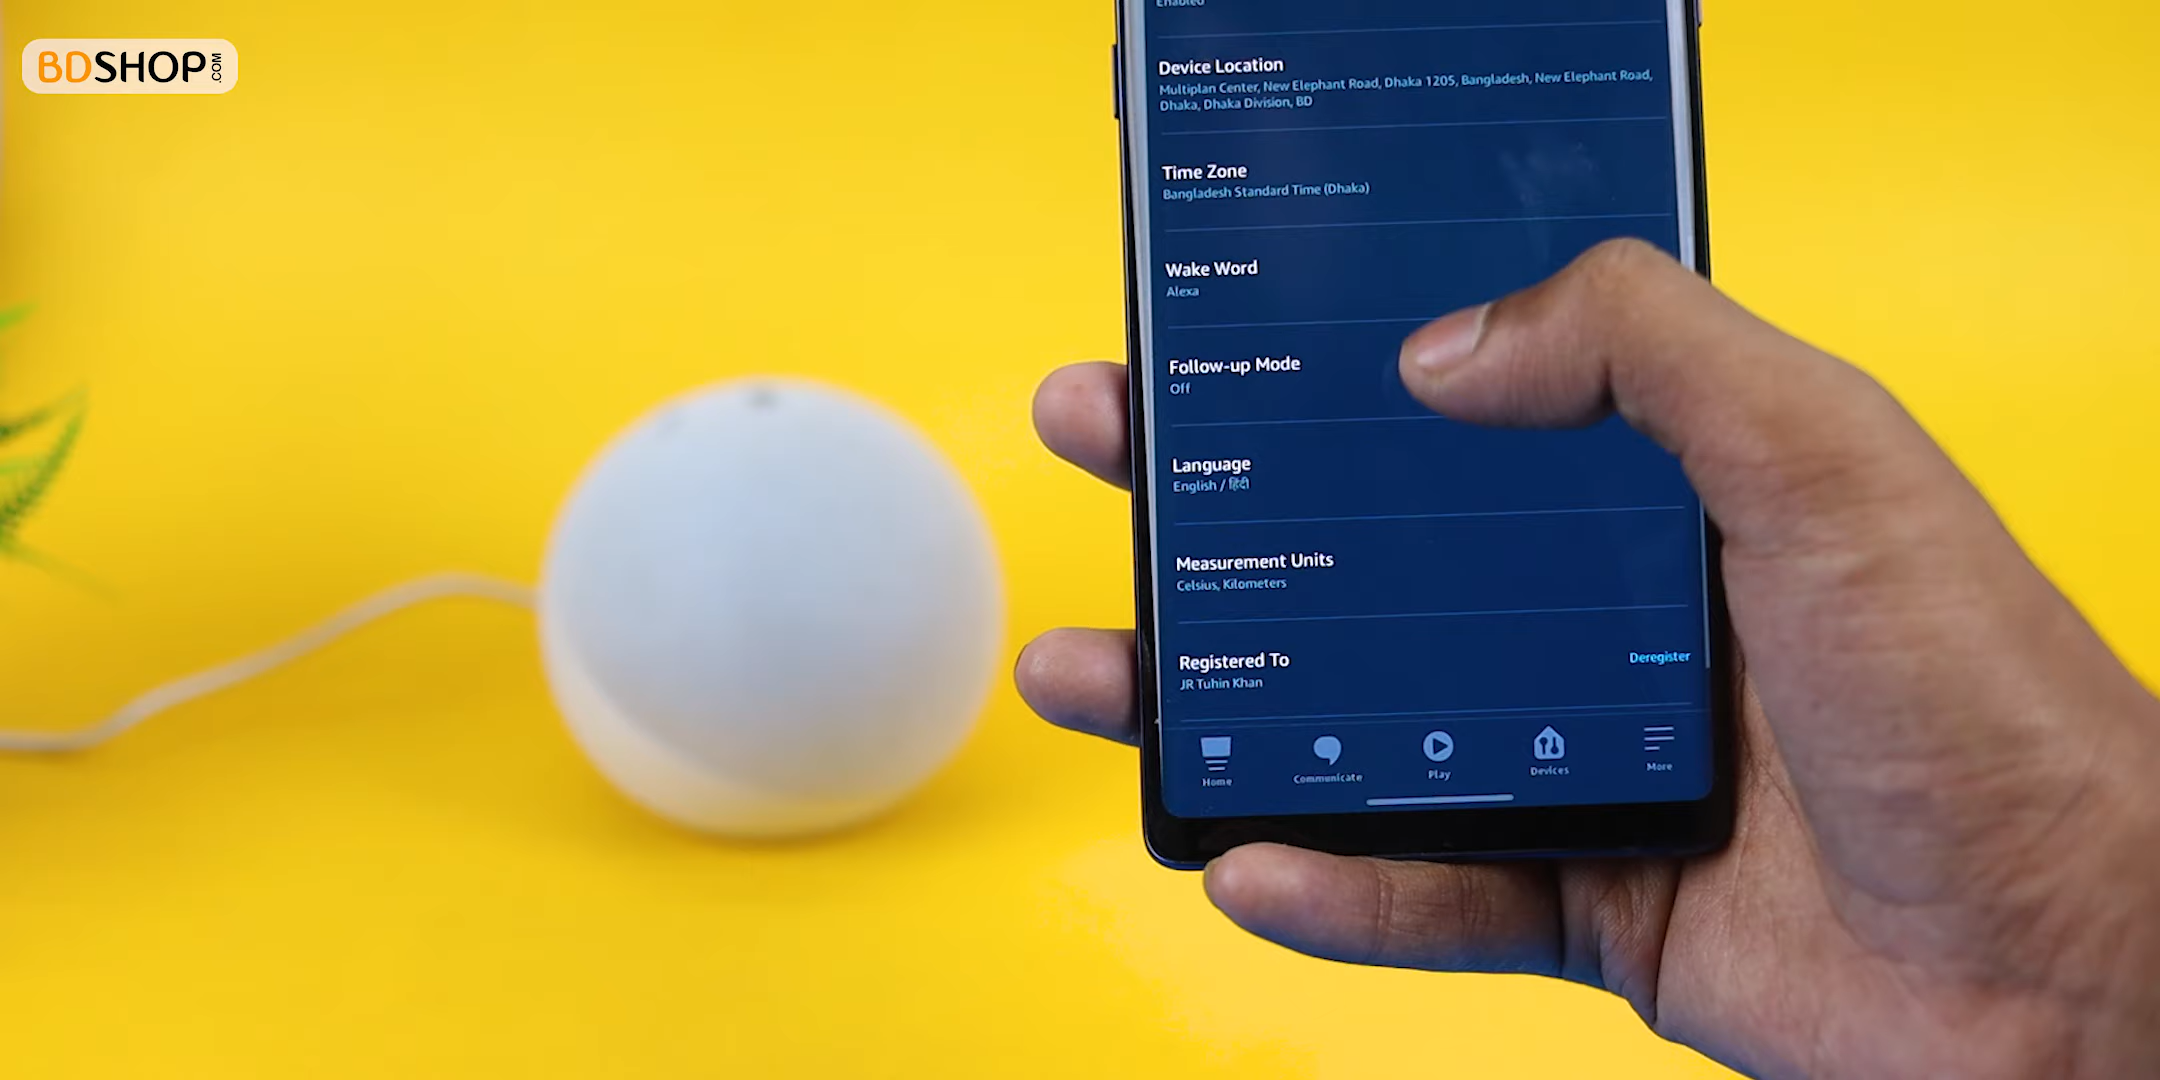 BDSHOP.COM
Enabled
Device Location
Multiplan Center, New Elephant Road, Dhaka 1205, Bangladesh, New Elephant Road,
Dhaka, Dhaka Division, BD
Time Zone
Bangladesh Standard Time (Dhaka)
Wake Word
Alexa
Follow-up Mode
Off
Language
English / हिंदी
Measurement Units
Celsius, Kilometers
Registered To
Deregister
JR Tuhin Khan
Home
Communicate
Play
Devices
More